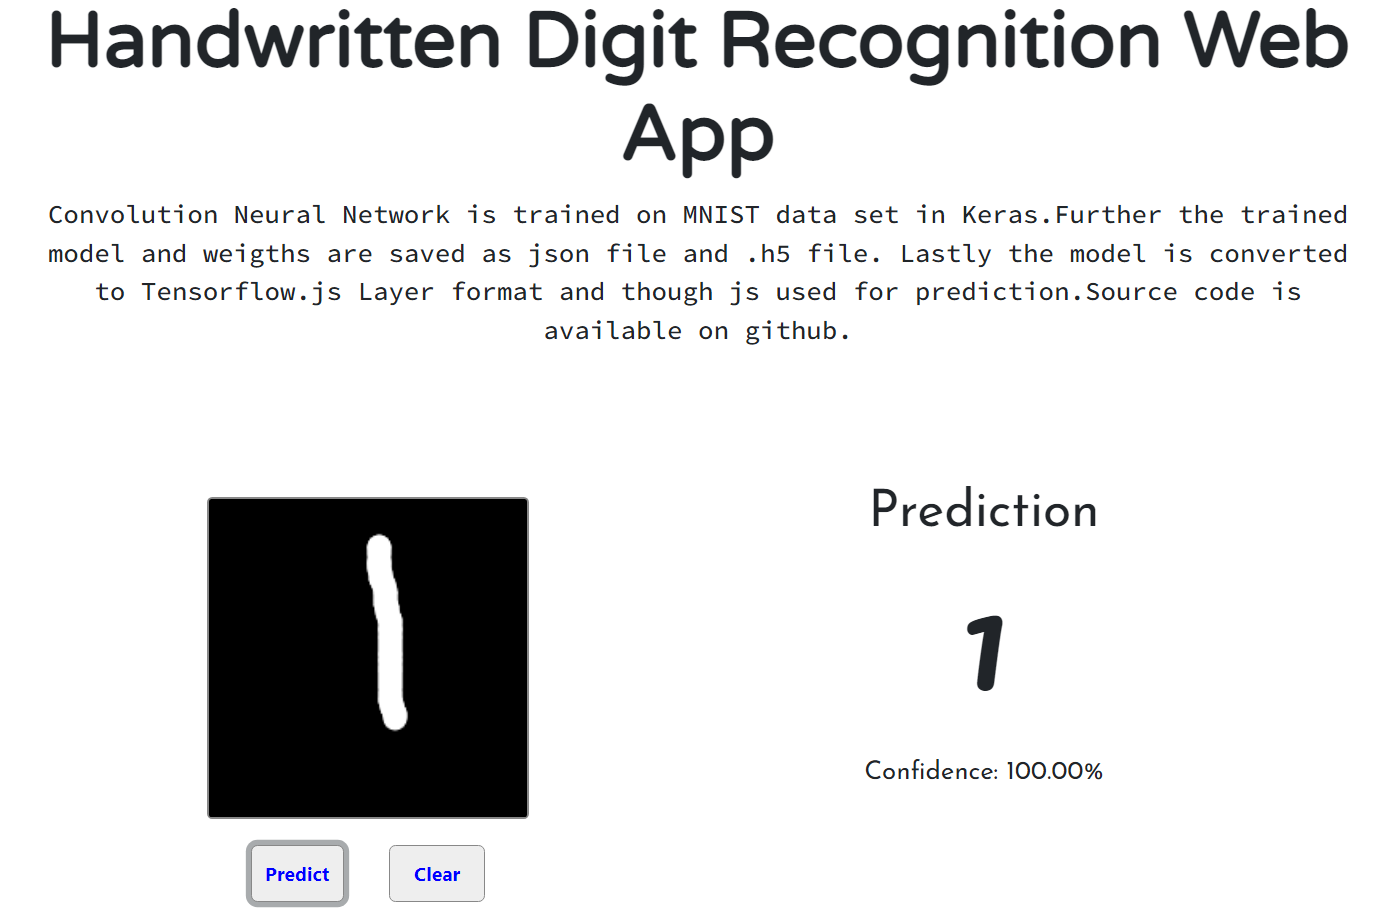 Handwritten Digit Recognition Web
App
Convolution Neural Network is trained on MNIST data set in Keras.Further the trained
model and weigths are saved as json file and .h5 file. Lastly the model is converted
to Tensorflow.js Layer format and though js used for prediction.Source code is
available on github.
1
Prediction
1
Confidence: 100.00%
Predict
Clear